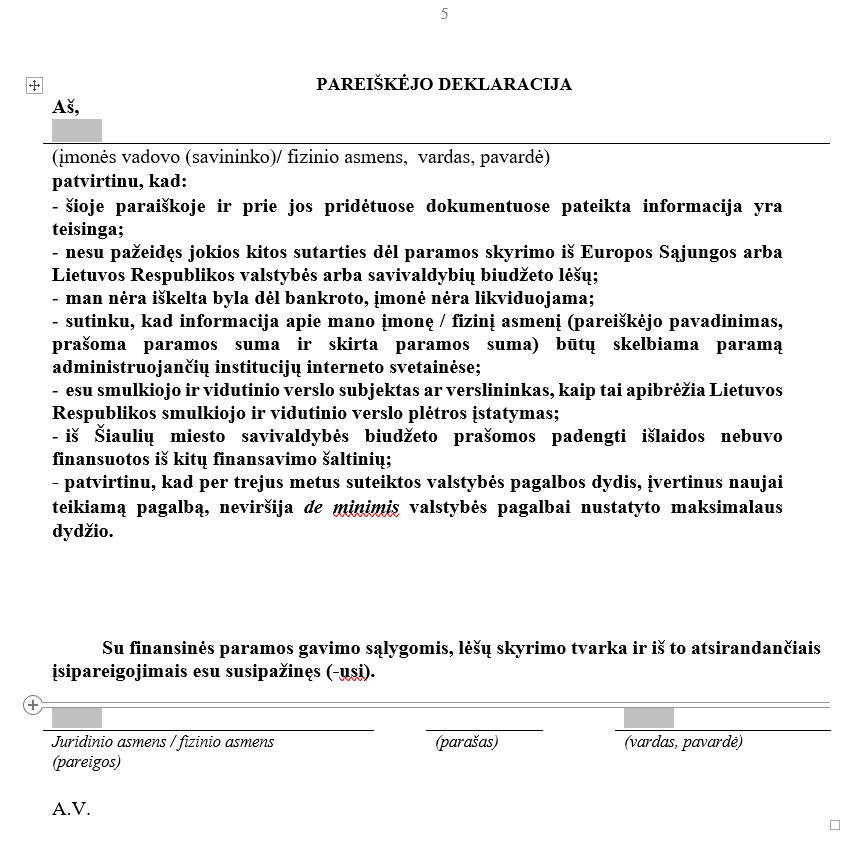 5
PAREIŠKĖJO DEKLARACIJA
Aš,
(įmonės vadovo (savininko)/ fizinio asmens, vardas, pavardė)
patvirtinu, kad:
- šioje paraiškoje ir prie jos pridėtuose dokumentuose pateikta informacija yra
teisinga;
- nesu pažeidęs jokios kitos sutarties dėl paramos skyrimo iš Europos Sąjungos arba
Lietuvos Respublikos valstybės arba savivaldybių biudžeto lėšų;
- man nėra iškelta byla dėl bankroto, įmonė nėra likviduojama;
- sutinku, kad informacija apie mano įmonę / fizinį asmenį (pareiškėjo pavadinimas,
prašoma paramos suma ir skirta paramos suma) būtų skelbiama paramą
administruojančių institucijų interneto svetainėse;
- esu smulkiojo ir vidutinio verslo subjektas ar verslininkas, kaip tai apibrėžia Lietuvos
Respublikos smulkiojo ir vidutinio verslo plėtros įstatymas;
- iš Šiaulių miesto savivaldybės biudžeto prašomos padengti išlaidos nebuvo
finansuotos iš kitų finansavimo šaltinių;
- patvirtinu, kad per trejus metus suteiktos valstybės pagalbos dydis, įvertinus naujai
teikiamą pagalbą, neviršija de minimis valstybės pagalbai nustatyto maksimalaus
dydžio.
Su finansinės paramos gavimo sąlygomis, lėšų skyrimo tvarka ir iš to atsirandančiais
įsipareigojimais esu susipažinęs (-usi).
Juridinio asmens / fizinio asmens (parašas) (vardas, pavardė)
(pareigos)
A.V.